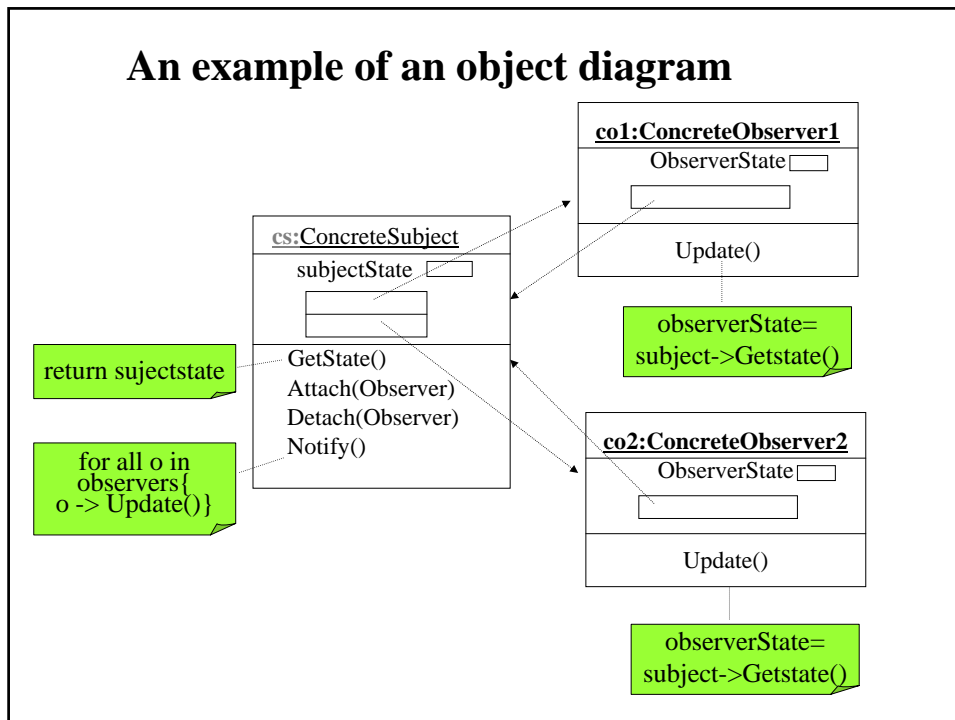 An example of an object diagram
co1:ConcreteObserver1
ObserverState
Update()
observerState=
subject->Getstate()
cs:ConcreteSubject
subjectState
GetState()
Attach(Observer)
Detach(Observer)
Notify()
return sujectstate
for all o in
observers{
o -> Update()}
co2:ConcreteObserver2
ObserverState
Update()
observerState=
subject->Getstate()